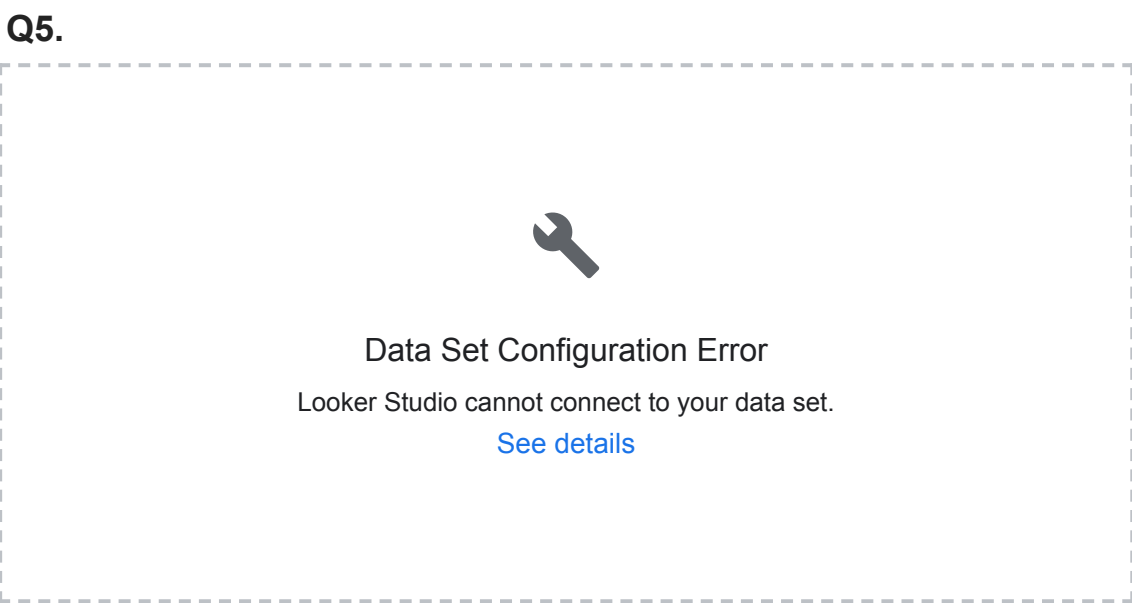 Q5.
Data Set Configuration Error
Looker Studio cannot connect to your data set.
See details